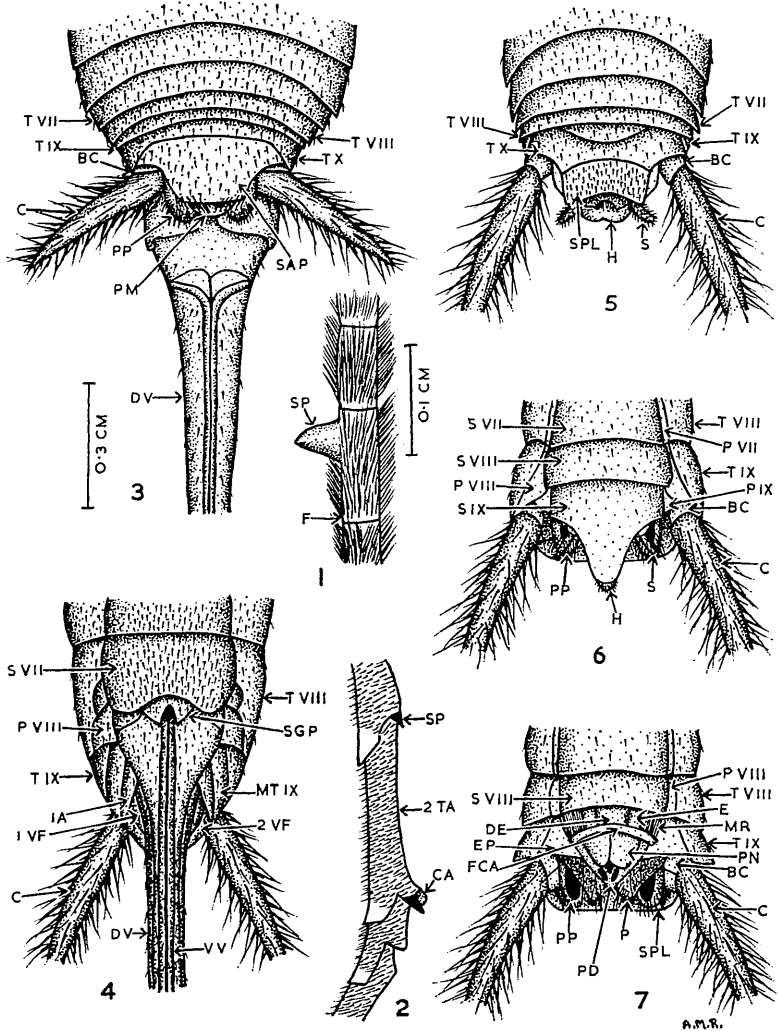 T VII
T IX
BC
C
PP
PM
SAP
T VIII
T X
DV
0·3 CM
3
SP
F
0·1 CM
1
T VIII
T X
T VII
T IX
BC
C
SPL
H
S
5
S VII
S VIII
P VIII
S IX
T VIII
P VII
T IX
P IX
BC
C
PP
S
H
6
S VII
P VIII
T IX
IA
1 VF
C
DV
T VIII
SGP
MT IX
2 VF
VV
4
SP
2 TA
CA
2
S VIII
DE
EP
FCA
P VIII
T VIII
E
MR
T IX
PN
BC
C
PP
PD
P
SPL
7
A.M.R.